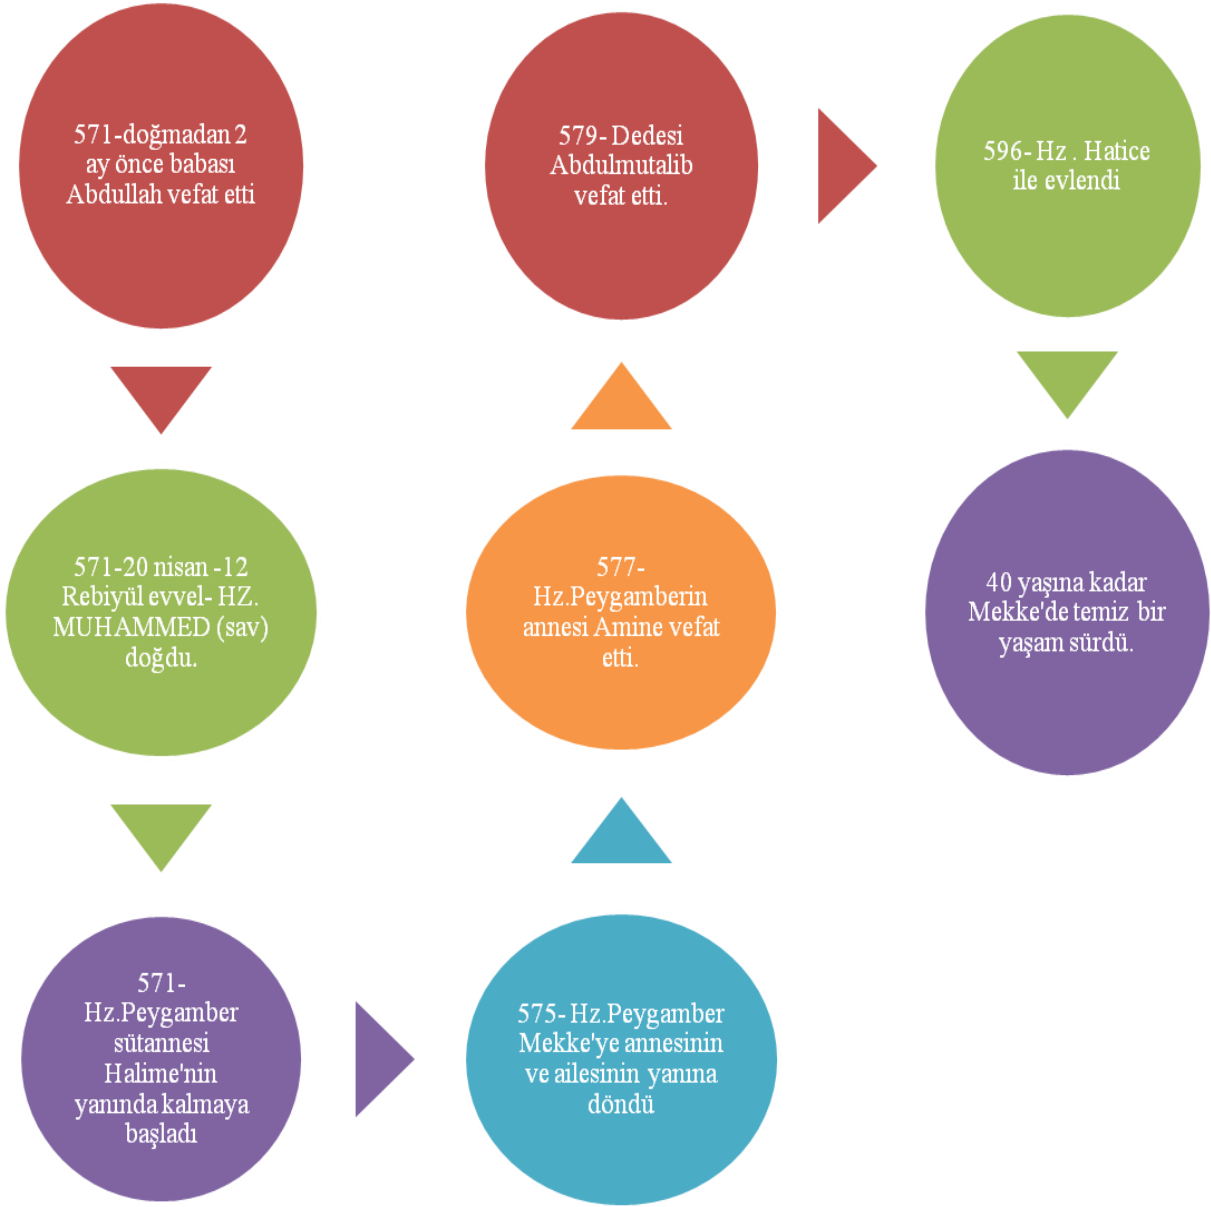 571-doğmadan 2
ay önce babası
Abdullah vefat etti
571-20 nisan -12
Rebiyül evvel- HZ.
MUHAMMED (sav)
doğdu.
571-
Hz.Peygamber
sütannesi
Halime'nin
yanında kalmaya
başladı
575- Hz.Peygamber
Mekke'ye annesinin
ve ailesinin yanına
döndü
577-
Hz.Peygamberin
annesi Amine vefat
etti.
579- Dedesi
Abdulmutalib
vefat etti.
596- Hz . Hatice
ile evlendi
40 yaşına kadar
Mekke'de temiz bir
yaşam sürdü.